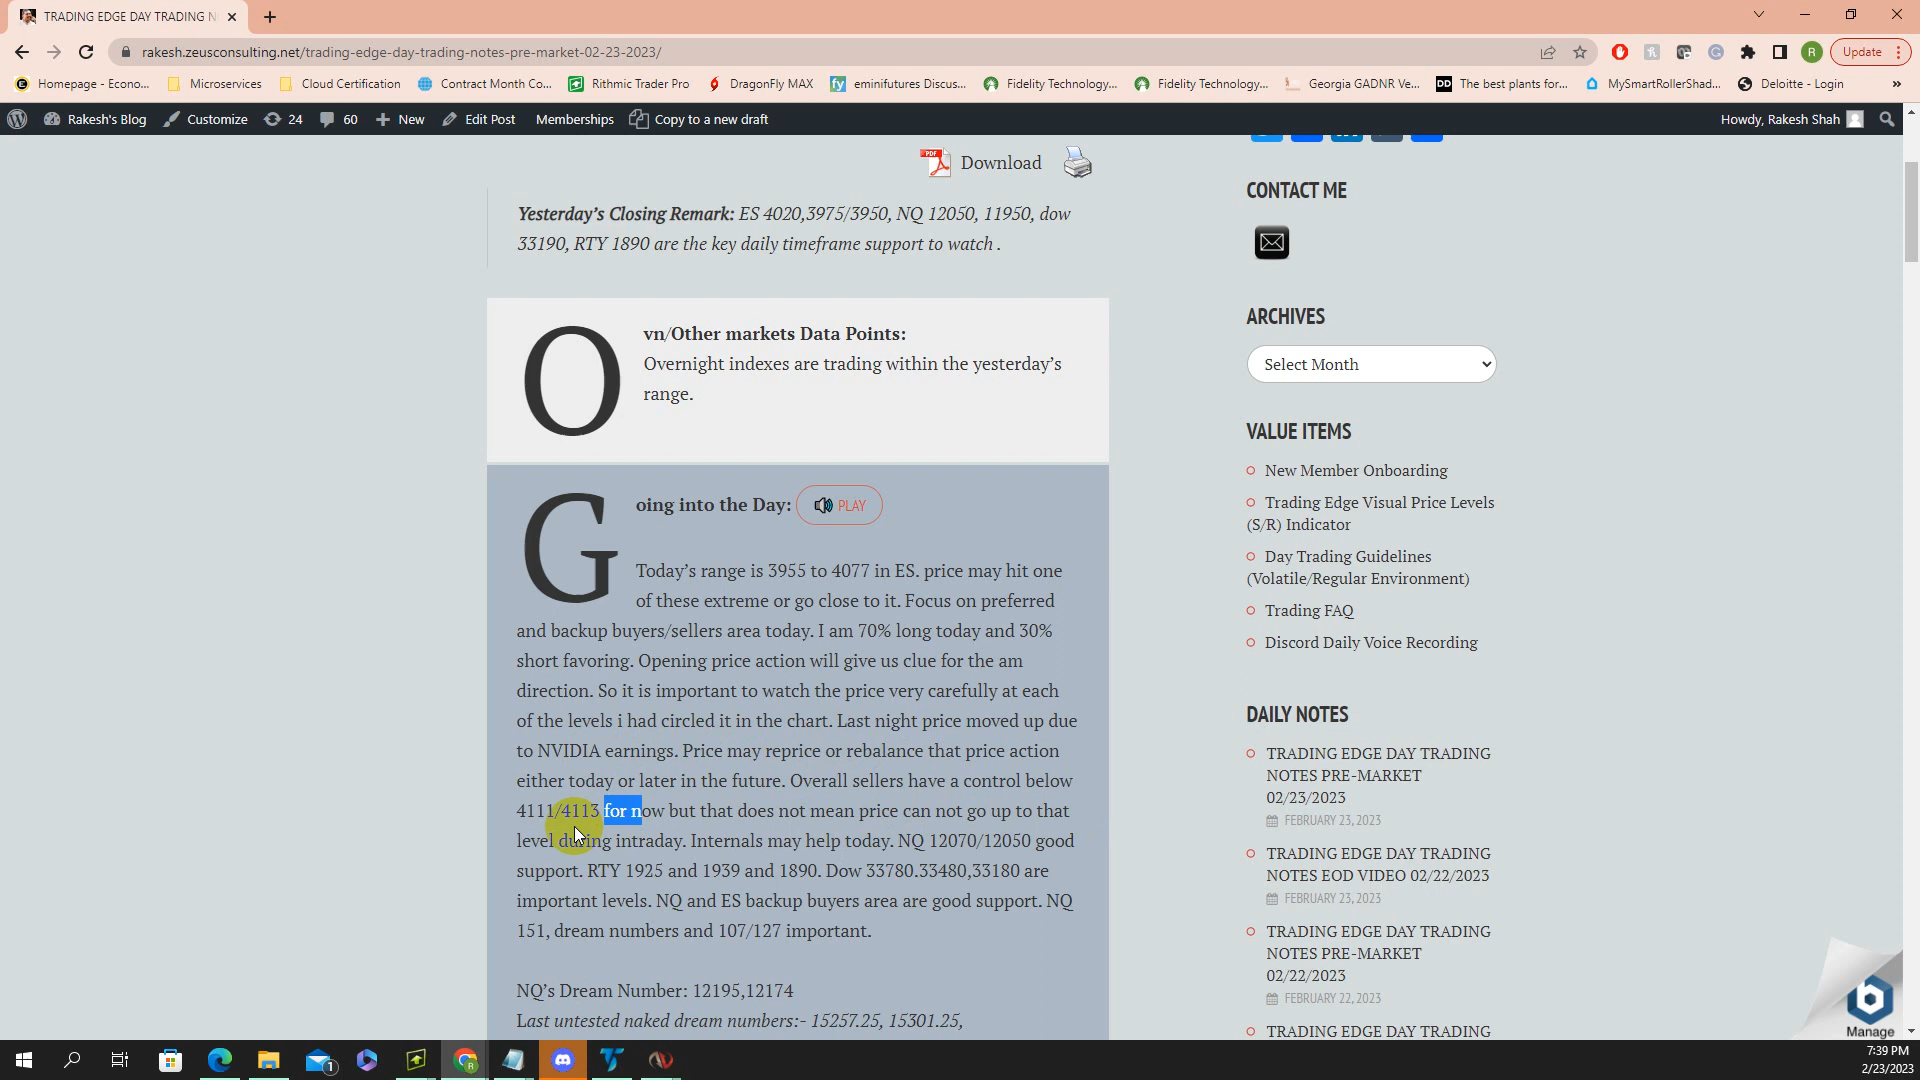 TRADING EDGE DAY TRADING N
rakesh.zeusconsulting.net/trading-edge-day-trading-notes-pre-market-02-23-2023/
R
Update
Homepage - Econo...
Microservices
Cloud Certification
Contract Month Co...
Rithmic Trader Pro
DragonFly MAX
fy eminifutures Discus...
Fidelity Technology...
Fidelity Technology...
Georgia GADNR Ve...
DD The best plants for...
MySmartRollerShad...
Deloitte - Login
»
Rakesh's Blog
Customize
24
60
New
Edit Post
Memberships
Copy to a new draft
Howdy, Rakesh Shah
PDF Download
Yesterday's Closing Remark: ES 4020,3975/3950, NQ 12050, 11950, dow
33190, RTY 1890 are the key daily timeframe support to watch .
Ovn/Other markets Data Points:
Overnight indexes are trading within the yesterday's
range.
Going into the Day: PLAY
Today's range is 3955 to 4077 in ES. price may hit one
of these extreme or go close to it. Focus on preferred
and backup buyers/sellers area today. I am 70% long today and 30%
short favoring. Opening price action will give us clue for the am
direction. So it is important to watch the price very carefully at each
of the levels i had circled it in the chart. Last night price moved up due
to NVIDIA earnings. Price may reprice or rebalance that price action
either today or later in the future. Overall sellers have a control below
4111/4113 for now but that does not mean price can not go up to that
level during intraday. Internals may help today. NQ 12070/12050 good
support. RTY 1925 and 1939 and 1890. Dow 33780.33480,33180 are
important levels. NQ and ES backup buyers area are good support. NQ
151, dream numbers and 107/127 important.
NQ's Dream Number: 12195,12174
Last untested naked dream numbers:- 15257.25, 15301.25,
CONTACT ME
ARCHIVES
Select Month
VALUE ITEMS
New Member Onboarding
Trading Edge Visual Price Levels
(S/R) Indicator
Day Trading Guidelines
(Volatile/Regular Environment)
Trading FAQ
Discord Daily Voice Recording
DAILY NOTES
TRADING EDGE DAY TRADING
NOTES PRE-MARKET
02/23/2023
FEBRUARY 23, 2023
TRADING EDGE DAY TRADING
NOTES EOD VIDEO 02/22/2023
FEBRUARY 23, 2023
TRADING EDGE DAY TRADING
NOTES PRE-MARKET
02/22/2023
FEBRUARY 22, 2023
TRADING EDGE DAY TRADING
b
Manage
1
R
7:39 PM
2/23/2023